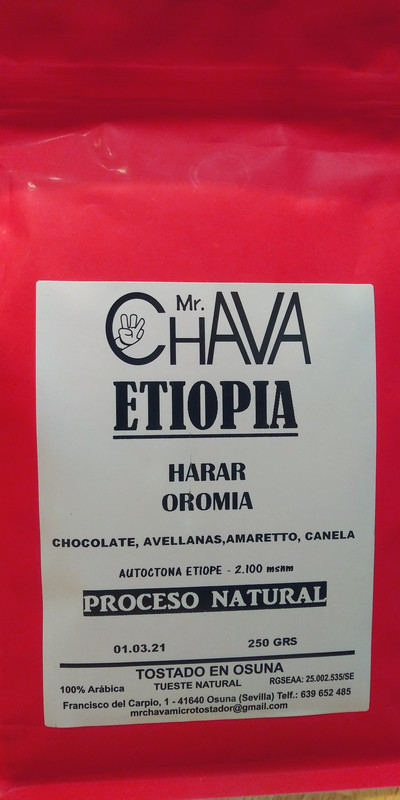 Mr.
CHAVA
ETIOPIA
HARAR
OROMIA
CHOCOLATE, AVELLANAS,AMARETTO, CANELA
AUTOCTONA ETIOPE - 2.100 msnm
PROCESO NATURAL
01.03.21 250 GRS
TOSTADO EN OSUNA
100% Arábica TUESTE NATURAL RGSEAA: 25.002.535/SE
Francisco del Carpio, 1 - 41640 Osuna (Sevilla) Telf.: 639 652 485
mrchavamicrotostador@gmail.com